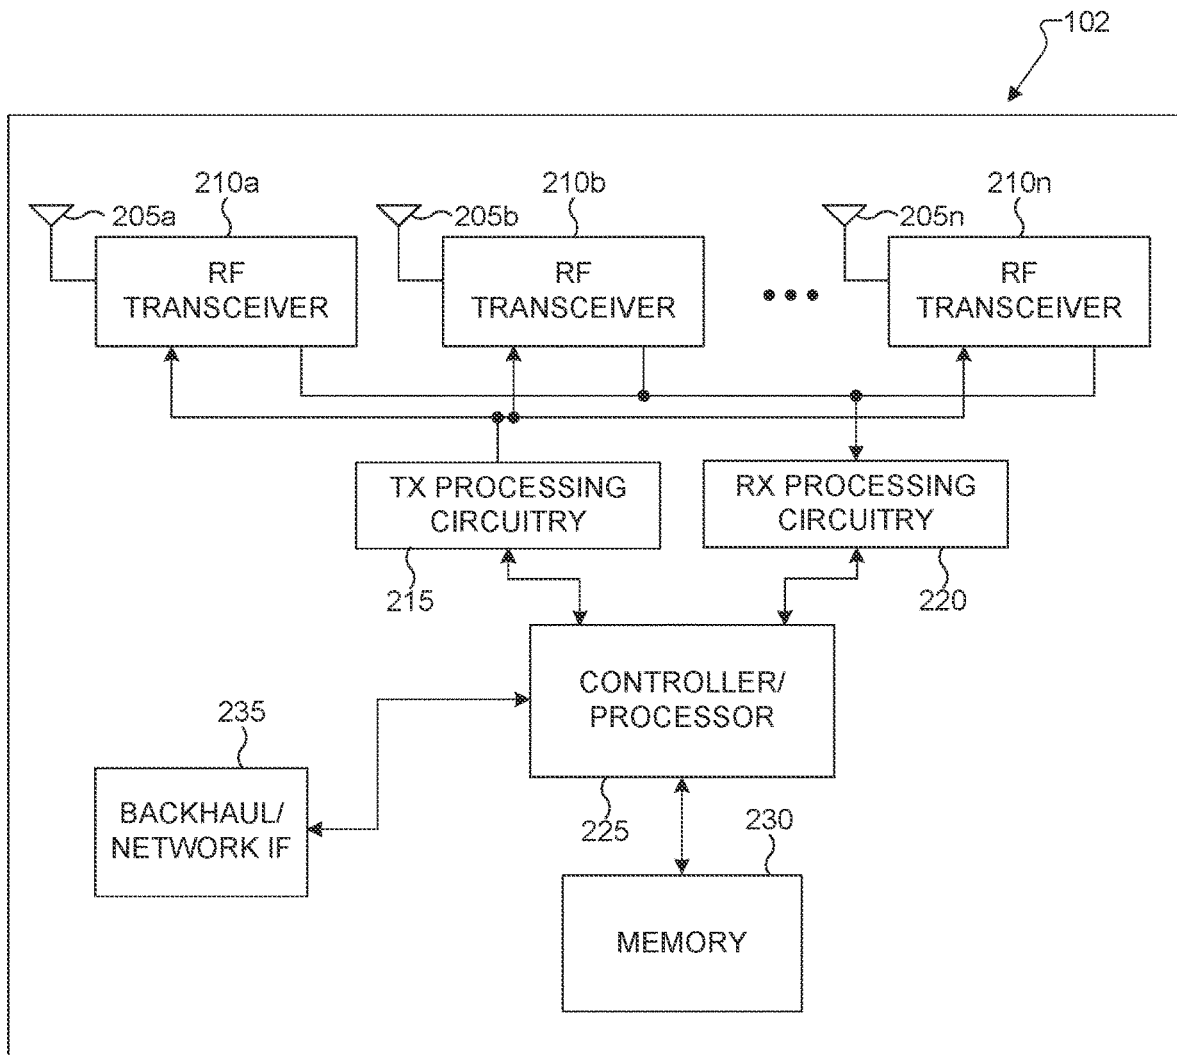 102
210a
210b
210n
205a
205b
205n
RF
TRANSCEIVER
RF
TRANSCEIVER
RF
TRANSCEIVER
TX PROCESSING
CIRCUITRY
RX PROCESSING
CIRCUITRY
215
220
CONTROLLER/
PROCESSOR
235
BACKHAUL/
NETWORK IF
225
230
MEMORY